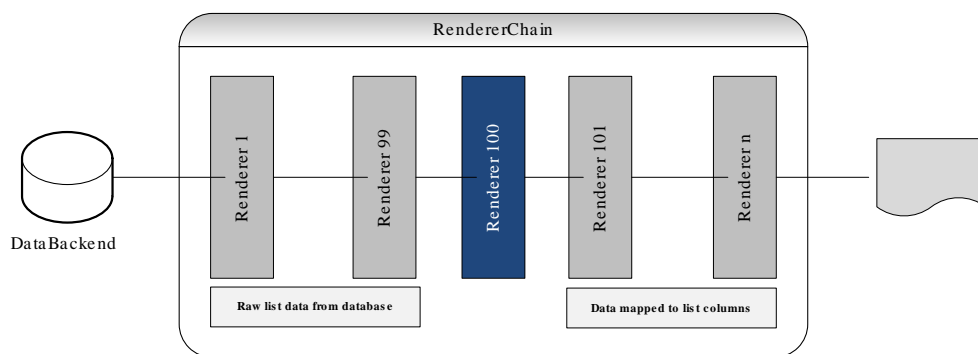 RendererChain
Renderer 1
Renderer 99
Renderer 100
Renderer 101
Renderer n
DataBackend
Raw list data from database
Data mapped to list columns